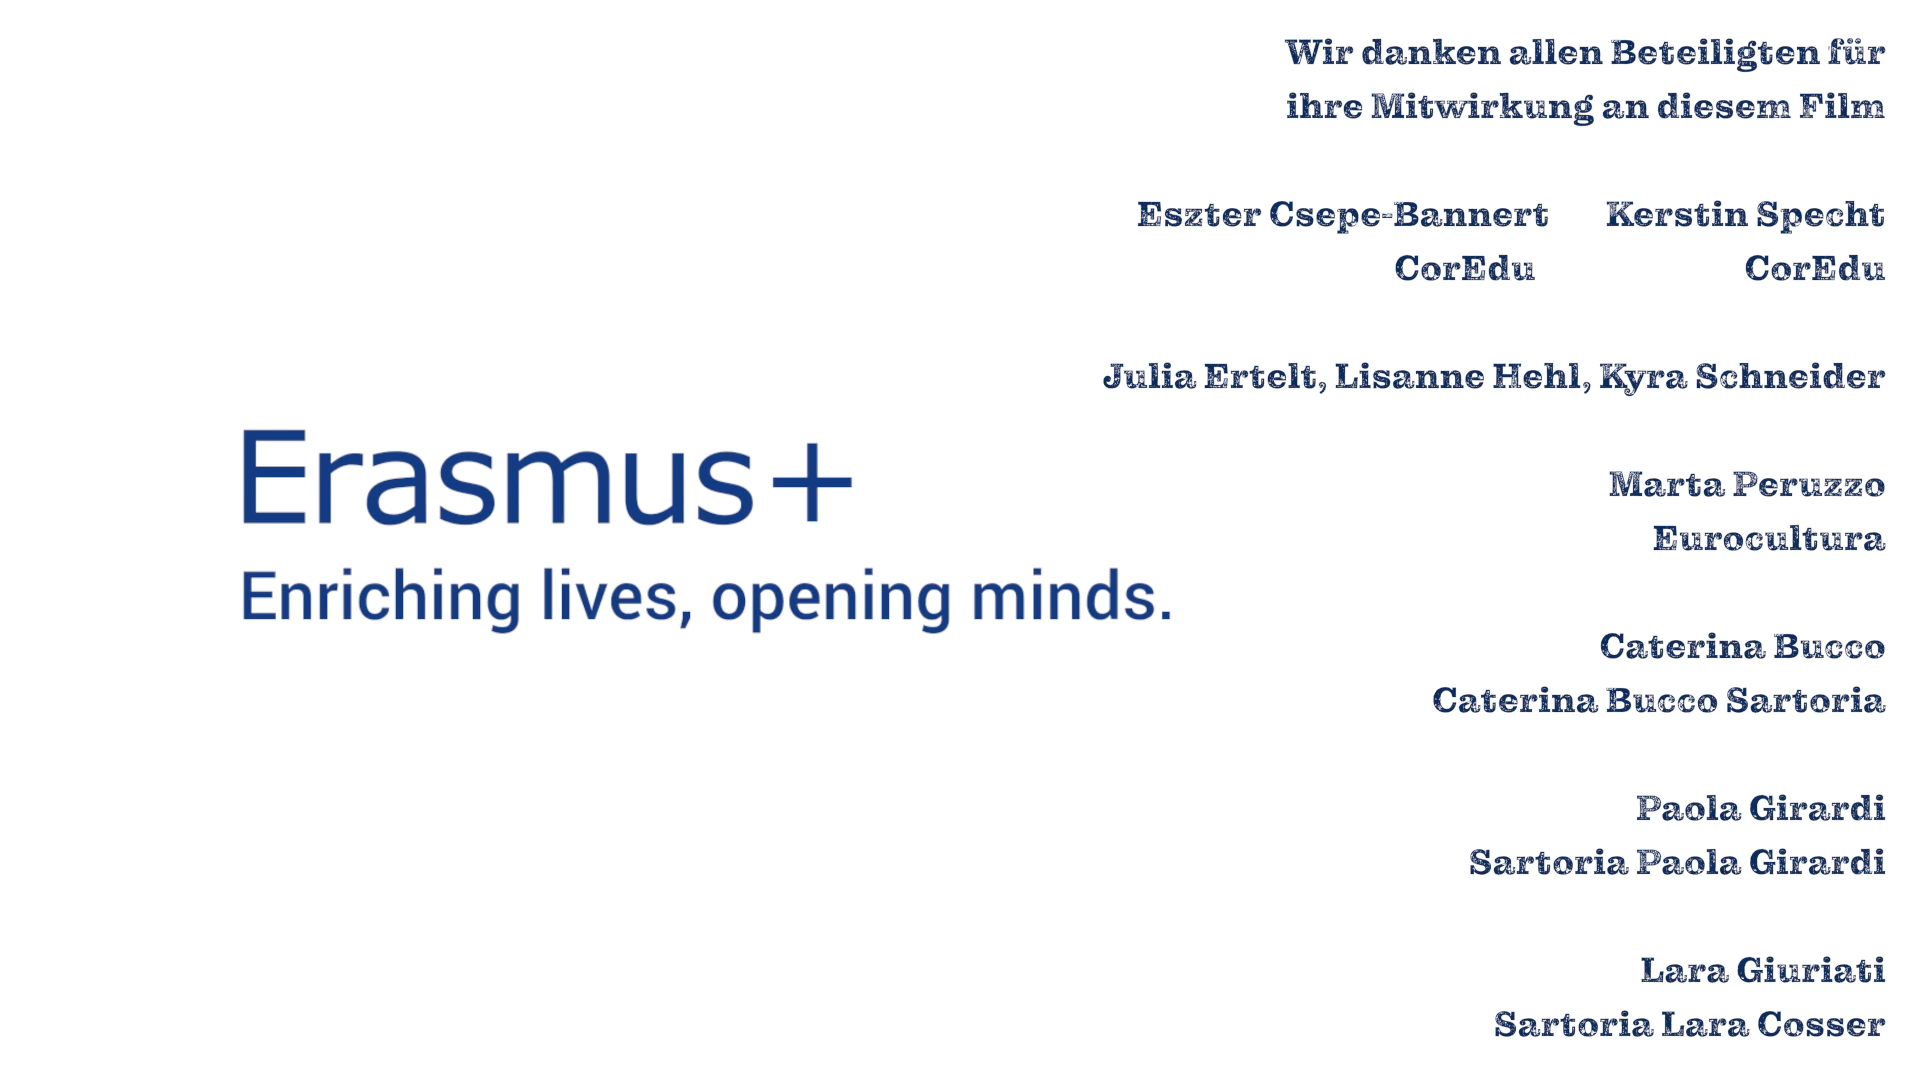 Erasmus+
Enriching lives, opening minds.
Wir danken allen Beteiligten für
ihre Mitwirkung an diesem Film
Eszter Csepe-Bannert Kerstin Specht
CorEdu CorEdu
Julia Ertelt, Lisanne Hehl, Kyra Schneider
Marta Peruzzo
Eurocultura
Caterina Bucco
Caterina Bucco Sartoria
Paola Girardi
Sartoria Paola Girardi
Lara Giuriati
Sartoria Lara Cosser